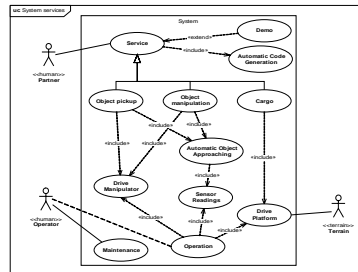 uc System services
System
Service
Demo
«extend»
«include»
Automatic Code
Generation
«human»
Partner
Object pickup
Object
manipulation
Cargo
«include»
«include»
«include»
«include»
«include»
Automatic Object
Approaching
«include»
Drive
Manipulator
Sensor
Readings
«human»
Operator
«include»
«include»
«include»
Drive
Platform
«terrain»
Terrain
Maintenance
Operation